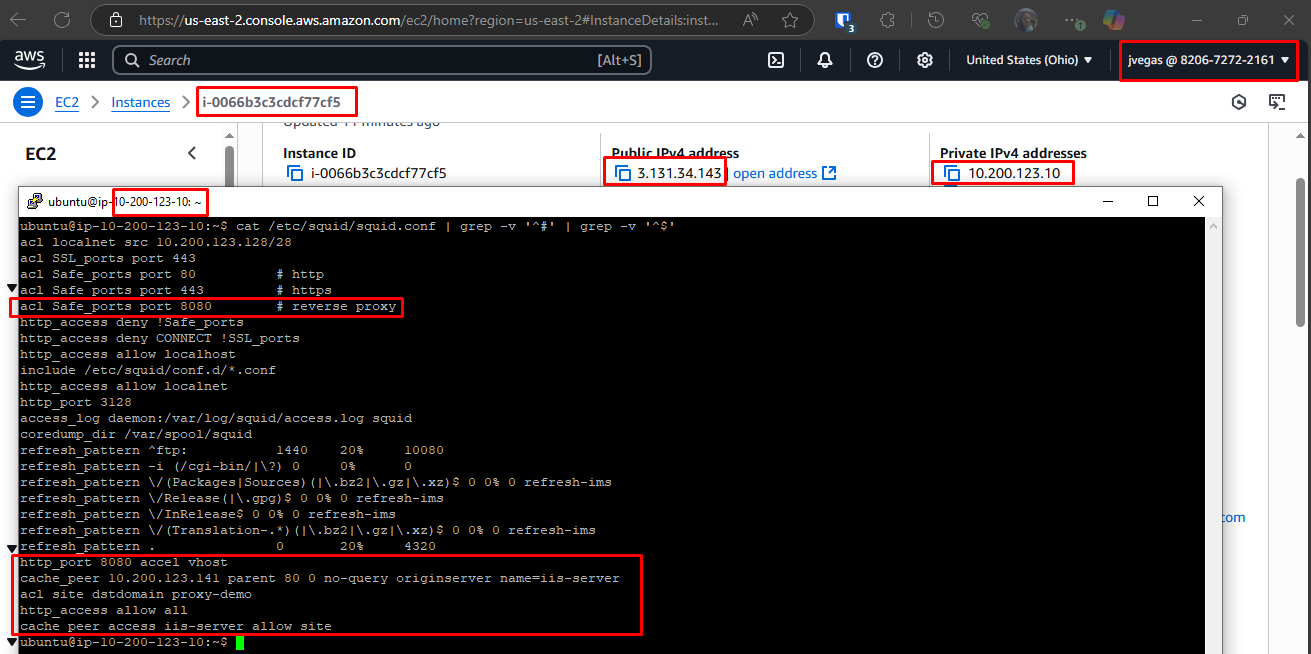 https://us-east-2.console.aws.amazon.com/ec2/home?region=us-east-2#InstanceDetails:inst...
A
3
aws
Search [Alt+S]
United States (Ohio)
jvegas @ 8206-7272-2161
EC2 Instances i-0066b3c3cdcf77cf5
EC2
Instance ID
i-0066b3c3cdcf77cf5
Public IPv4 address
3.131.34.143 open address
Private IPv4 addresses
10.200.123.10
ubuntu@ip-10-200-123-10: ~
ubuntu@ip-10-200-123-10:~$ cat /etc/squid/squid.conf | grep -v '^#' | grep -v '^$'
acl localnet src 10.200.123.128/28
acl SSL_ports port 443
acl Safe_ports port 80 # http
acl Safe_ports port 443 # https
acl Safe_ports port 8080 # reverse proxy
http_access deny !Safe_ports
http_access deny CONNECT !SSL_ports
http_access allow localhost
include /etc/squid/conf.d/*.conf
http_access allow localnet
http_port 3128
access_log daemon:/var/log/squid/access.log squid
coredump_dir /var/spool/squid
refresh_pattern ^ftp: 1440 20% 10080
refresh_pattern -i (/cgi-bin/|\?) 0 0% 0
refresh_pattern \/(Packages|Sources)(|\.bz2|\.gz|\.xz)$ 0 0% 0 refresh-ims
refresh_pattern \/Release(|\.gpg)$ 0 0% 0 refresh-ims
refresh_pattern \/InRelease$ 0 0% 0 refresh-ims
refresh_pattern \/(Translation-.*)(|\.bz2|\.gz|\.xz)$ 0 0% 0 refresh-ims
refresh_pattern . 0 20% 4320
http_port 8080 accel vhost
cache_peer 10.200.123.141 parent 80 0 no-query originserver name=iis-server
acl site dstdomain proxy-demo
http_access allow all
cache_peer_access iis-server allow site
ubuntu@ip-10-200-123-10:~$
com